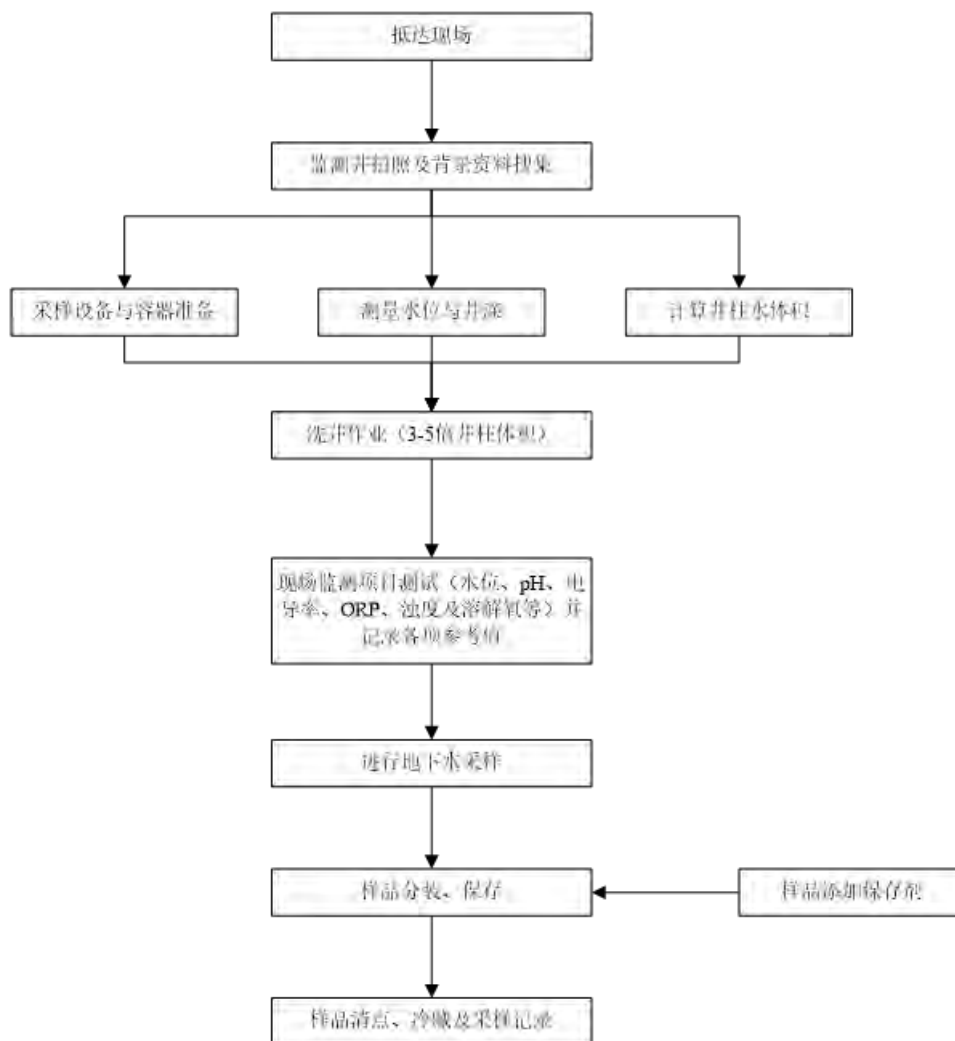 抵达现场
监测井拍照及背景资料搜集
采样设备与容器准备
测量水位与井深
计算井柱水体积
洗井作业（3-5倍井柱体积）
现场监测项目测试（水位、pH、电
导率、ORP、浊度及溶解氧等）并
记录各项参考值
进行地下水采样
样品分装、保存
样品添加保存剂
样品清点、冷藏及采样记录